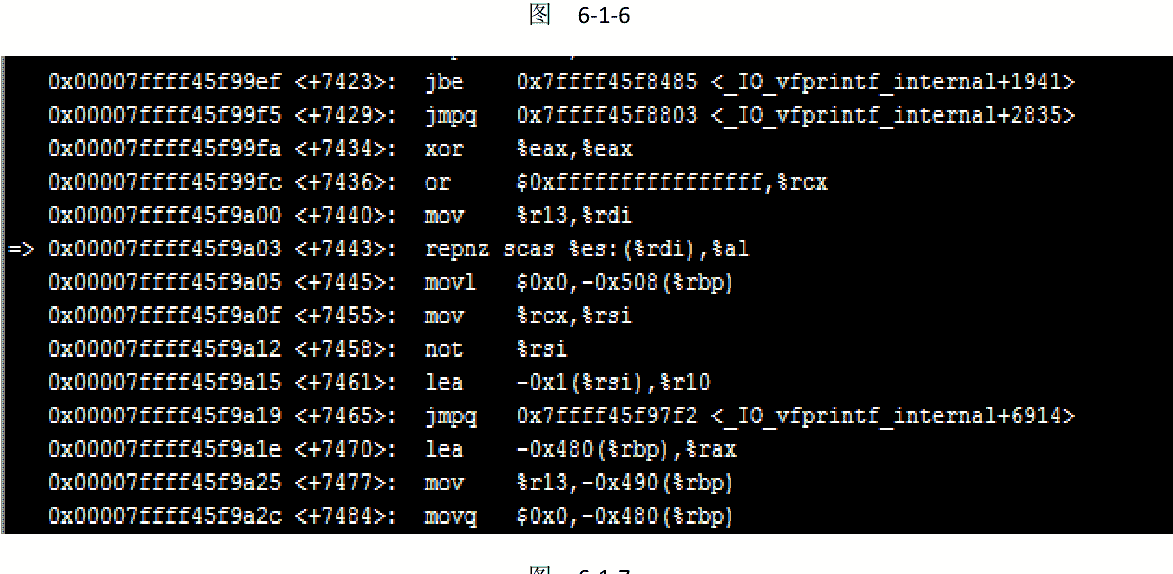 图 6-1-6
0x00007ffff45f99ef <+7423>: jbe 0x7ffff45f8485 <_IO_vfprintf_internal+1941>
0x00007ffff45f99f5 <+7429>: jmpq 0x7ffff45f8803 <_IO_vfprintf_internal+2835>
0x00007ffff45f99fa <+7434>: xor %eax,%eax
0x00007ffff45f99fc <+7436>: or $0xffffffffffffffff,%rcx
0x00007ffff45f9a00 <+7440>: mov %r13,%rdi
=> 0x00007ffff45f9a03 <+7443>: repnz scas %es:(%rdi),%al
0x00007ffff45f9a05 <+7445>: movl $0x0,-0x508(%rbp)
0x00007ffff45f9a0f <+7455>: mov %rcx,%rsi
0x00007ffff45f9a12 <+7458>: not %rsi
0x00007ffff45f9a15 <+7461>: lea -0x1(%rsi),%r10
0x00007ffff45f9a19 <+7465>: jmpq 0x7ffff45f97f2 <_IO_vfprintf_internal+6914>
0x00007ffff45f9a1e <+7470>: lea -0x480(%rbp),%rax
0x00007ffff45f9a25 <+7477>: mov %r13,-0x490(%rbp)
0x00007ffff45f9a2c <+7484>: movq $0x0,-0x480(%rbp)
图 6-1-7